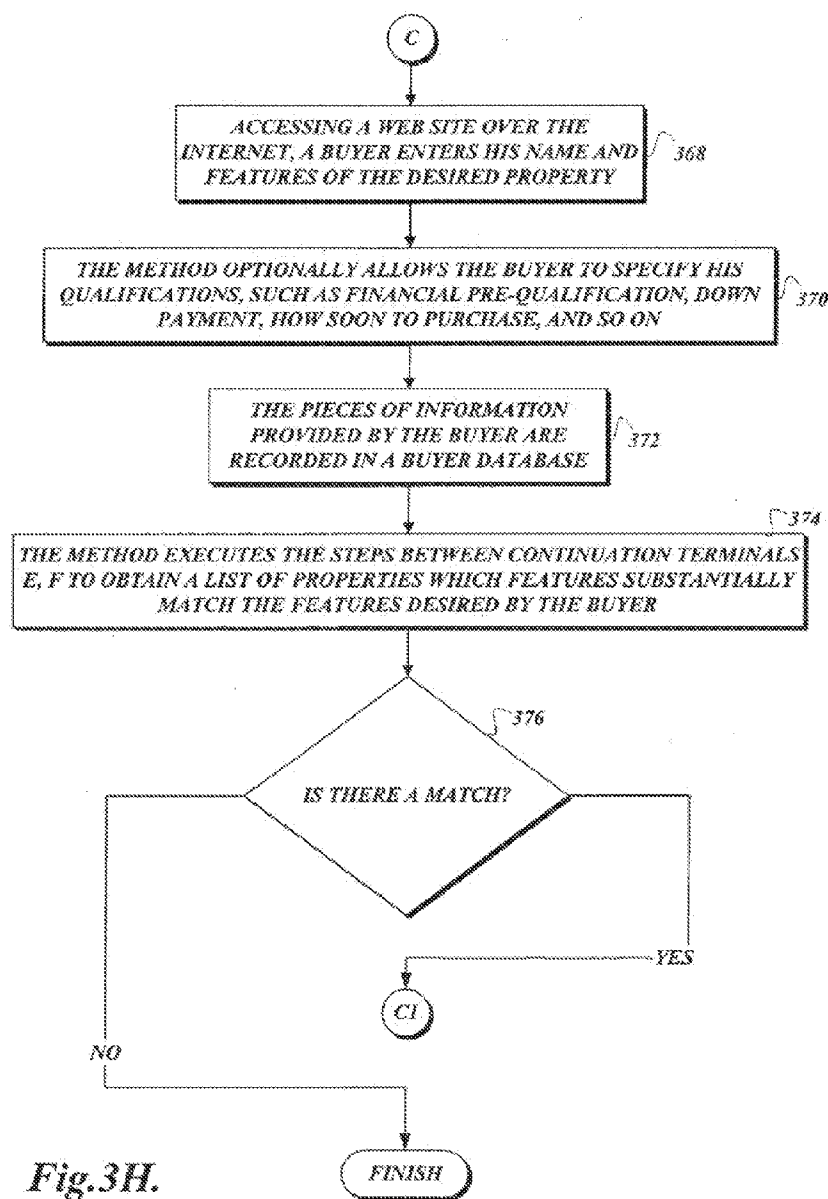 C
ACCESSING A WEB SITE OVER THE
INTERNET, A BUYER ENTERS HIS NAME AND
FEATURES OF THE DESIRED PROPERTY
368
THE METHOD OPTIONALLY ALLOWS THE BUYER TO SPECIFY HIS
QUALIFICATIONS, SUCH AS FINANCIAL PRE-QUALIFICATION, DOWN
PAYMENT, HOW SOON TO PURCHASE, AND SO ON
370
THE PIECES OF INFORMATION
PROVIDED BY THE BUYER ARE
RECORDED IN A BUYER DATABASE
372
374
THE METHOD EXECUTES THE STEPS BETWEEN CONTINUATION TERMINALS
E, F TO OBTAIN A LIST OF PROPERTIES WHICH FEATURES SUBSTANTIALLY
MATCH THE FEATURES DESIRED BY THE BUYER
376
IS THERE A MATCH?
YES
C1
NO
FINISH
Fig.3H.